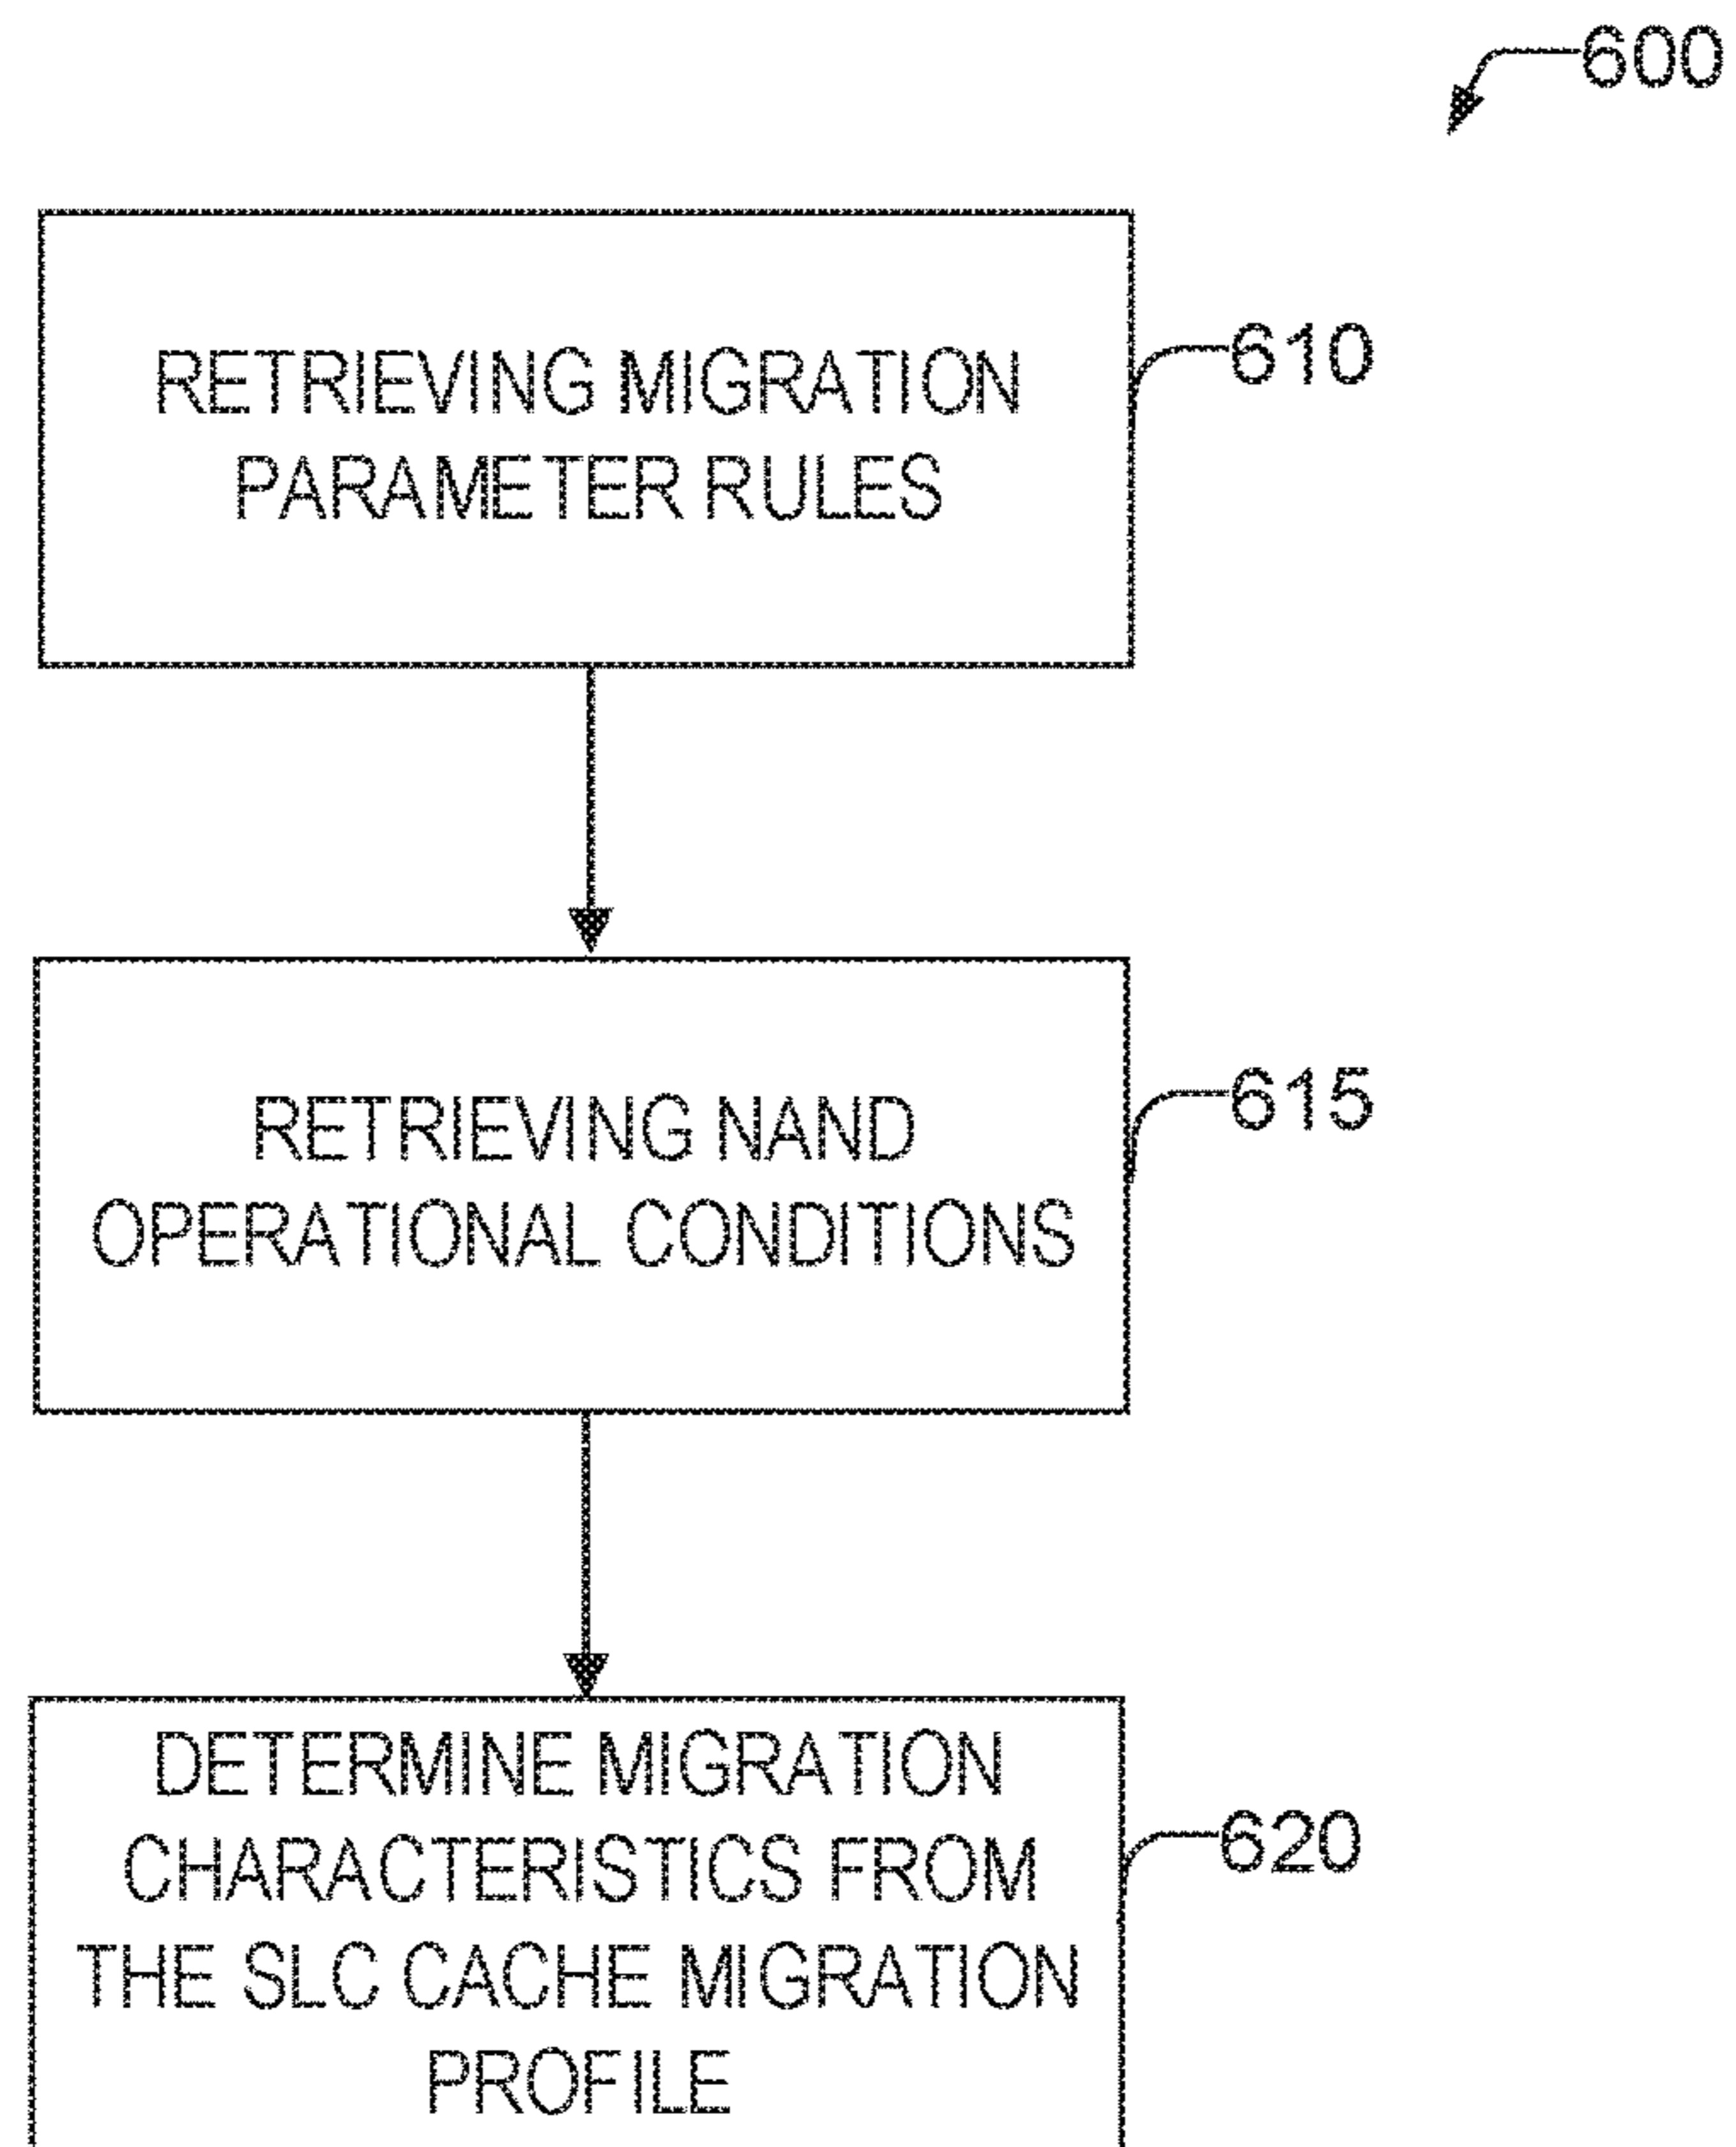 600
RETRIEVING MIGRATION
PARAMETER RULES
610
RETRIEVING NAND
OPERATIONAL CONDITIONS
615
DETERMINE MIGRATION
CHARACTERISTICS FROM
THE SLC CACHE MIGRATION
PROFILE
620